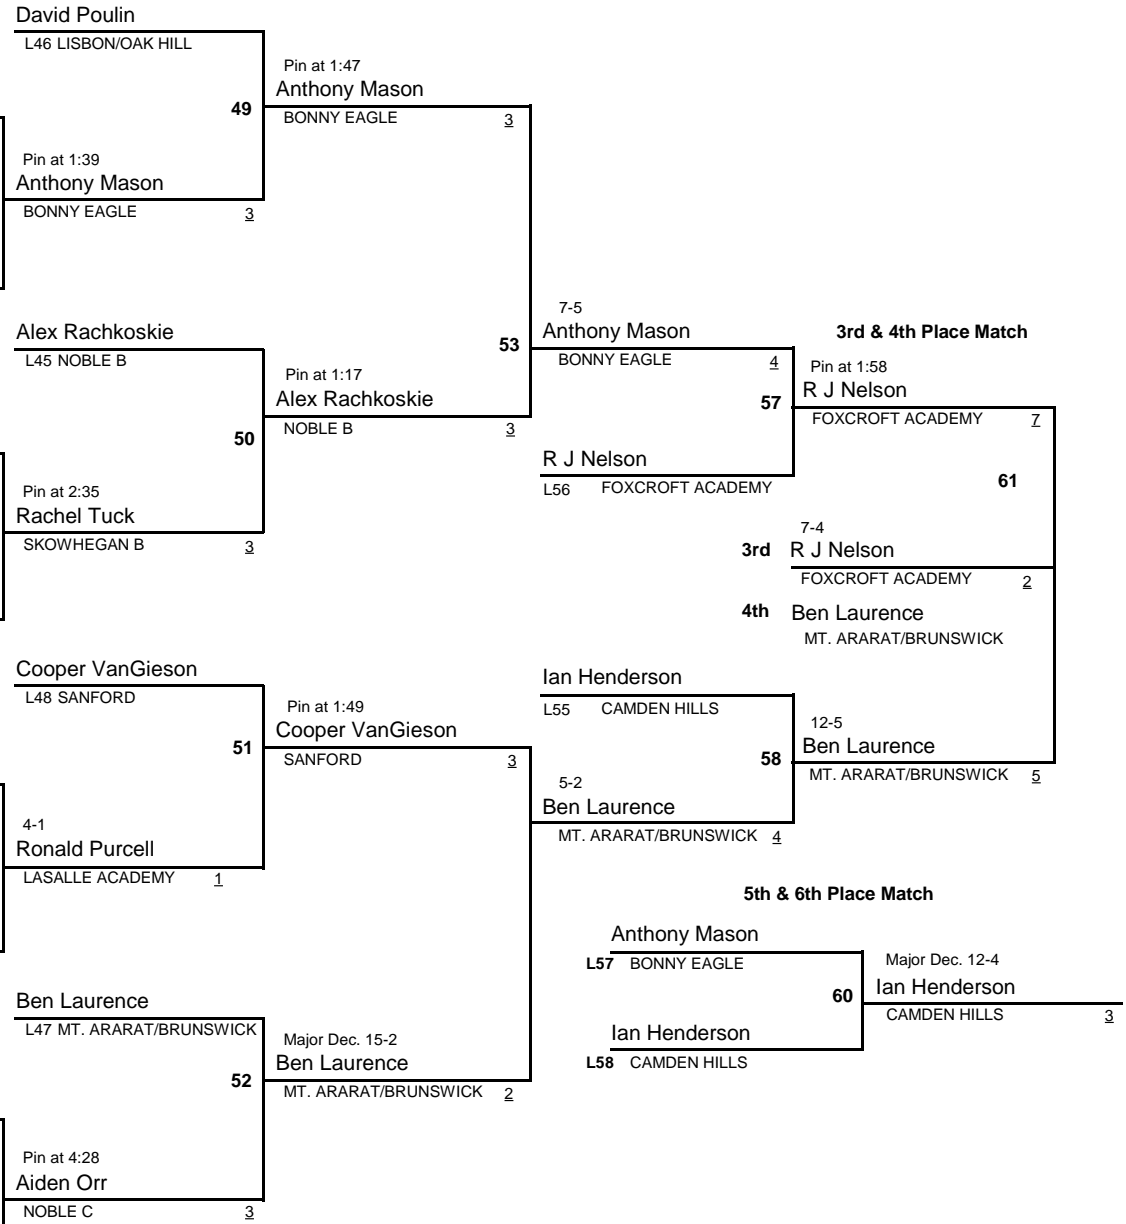 David Poulin
L46 LISBON/OAK HILL
Pin at 1:47
Anthony Mason
49
BONNY EAGLE 3
Pin at 1:39
Anthony Mason
BONNY EAGLE 3
7-5
Anthony Mason
BONNY EAGLE 4
3rd & 4th Place Match
Alex Rachkoskie
L45 NOBLE B
53
Pin at 1:17
Alex Rachkoskie
NOBLE B 3
50
Pin at 1:58
R J Nelson
FOXCROFT ACADEMY 7
57
R J Nelson
L56 FOXCROFT ACADEMY
61
Pin at 2:35
Rachel Tuck
SKOWHEGAN B 3
7-4
3rd R J Nelson
FOXCROFT ACADEMY 2
4th Ben Laurence
MT. ARARAT/BRUNSWICK
Cooper VanGieson
L48 SANFORD
Pin at 1:49
Cooper VanGieson
SANFORD 3
51
Ian Henderson
L55 CAMDEN HILLS
12-5
Ben Laurence
MT. ARARAT/BRUNSWICK 5
58
5-2
Ben Laurence
MT. ARARAT/BRUNSWICK 4
4-1
Ronald Purcell
LASALLE ACADEMY 1
5th & 6th Place Match
Anthony Mason
L57 BONNY EAGLE
Major Dec. 12-4
Ian Henderson
CAMDEN HILLS 3
60
Ian Henderson
L58 CAMDEN HILLS
Ben Laurence
L47 MT. ARARAT/BRUNSWICK
Major Dec. 15-2
Ben Laurence
MT. ARARAT/BRUNSWICK 2
52
Pin at 4:28
Aiden Orr
NOBLE C 3